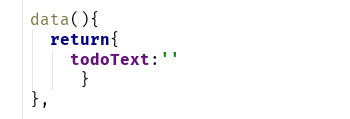 data(){
return{
todoText:''
}
},